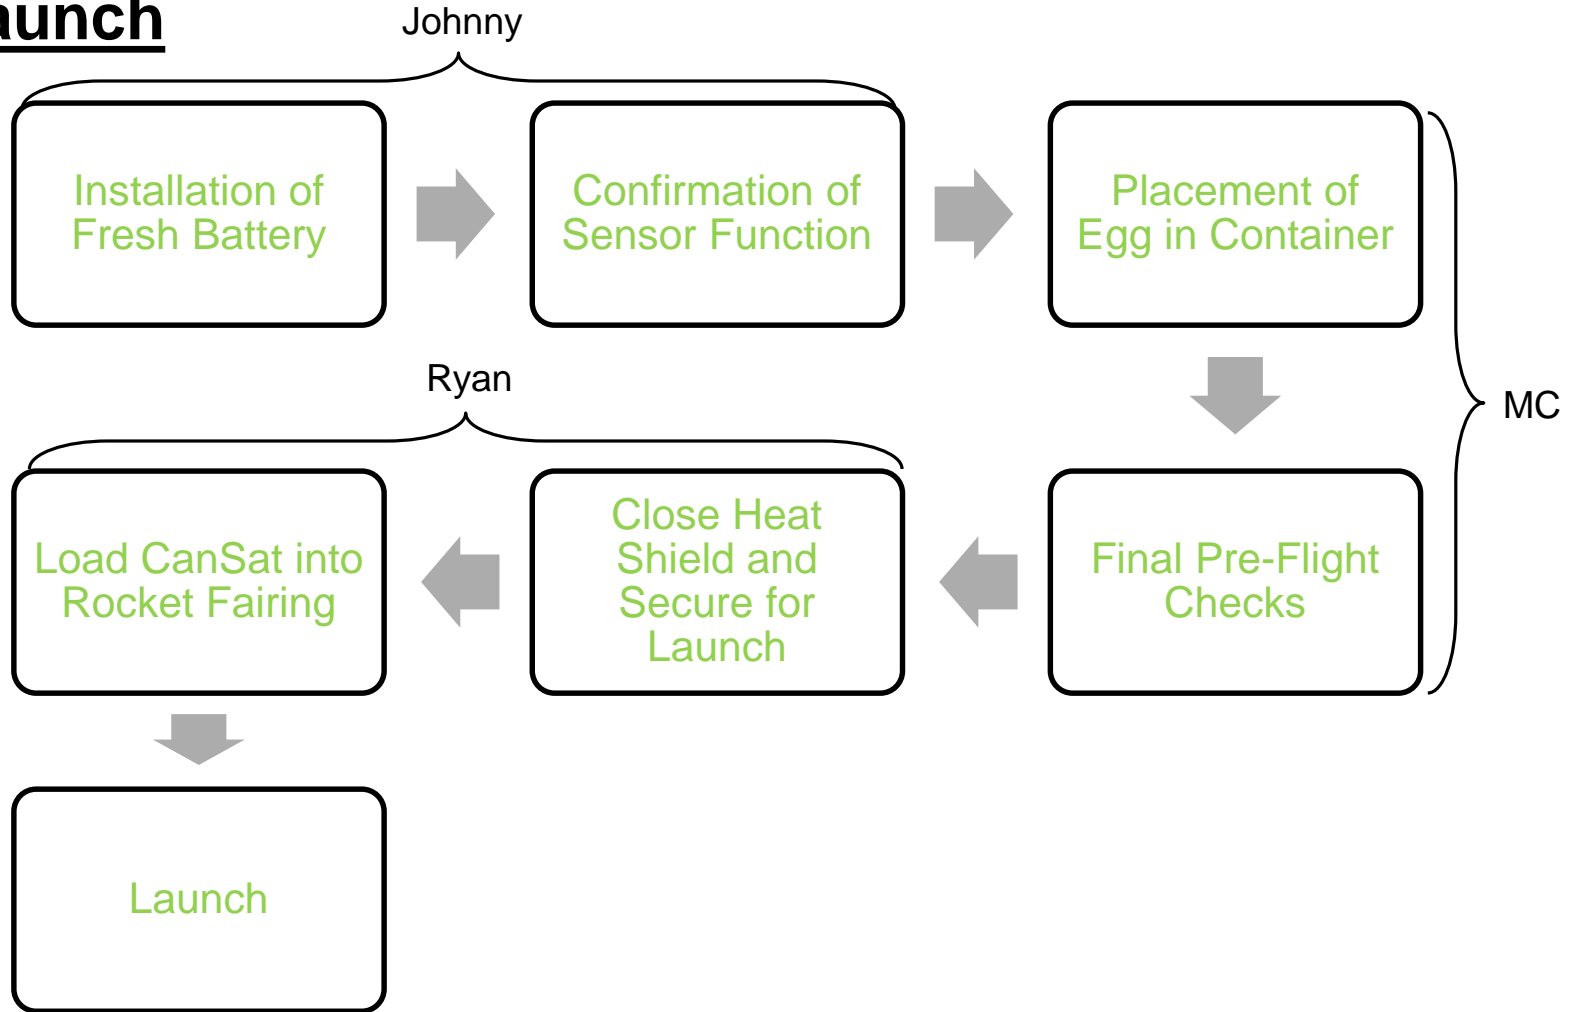 aunch
Johnny
Installation of
Fresh Battery
Confirmation of
Sensor Function
Placement of
Egg in Container
MC
Ryan
Load CanSat into
Rocket Fairing
Close Heat
Shield and
Secure for
Launch
Final Pre-Flight
Checks
Launch